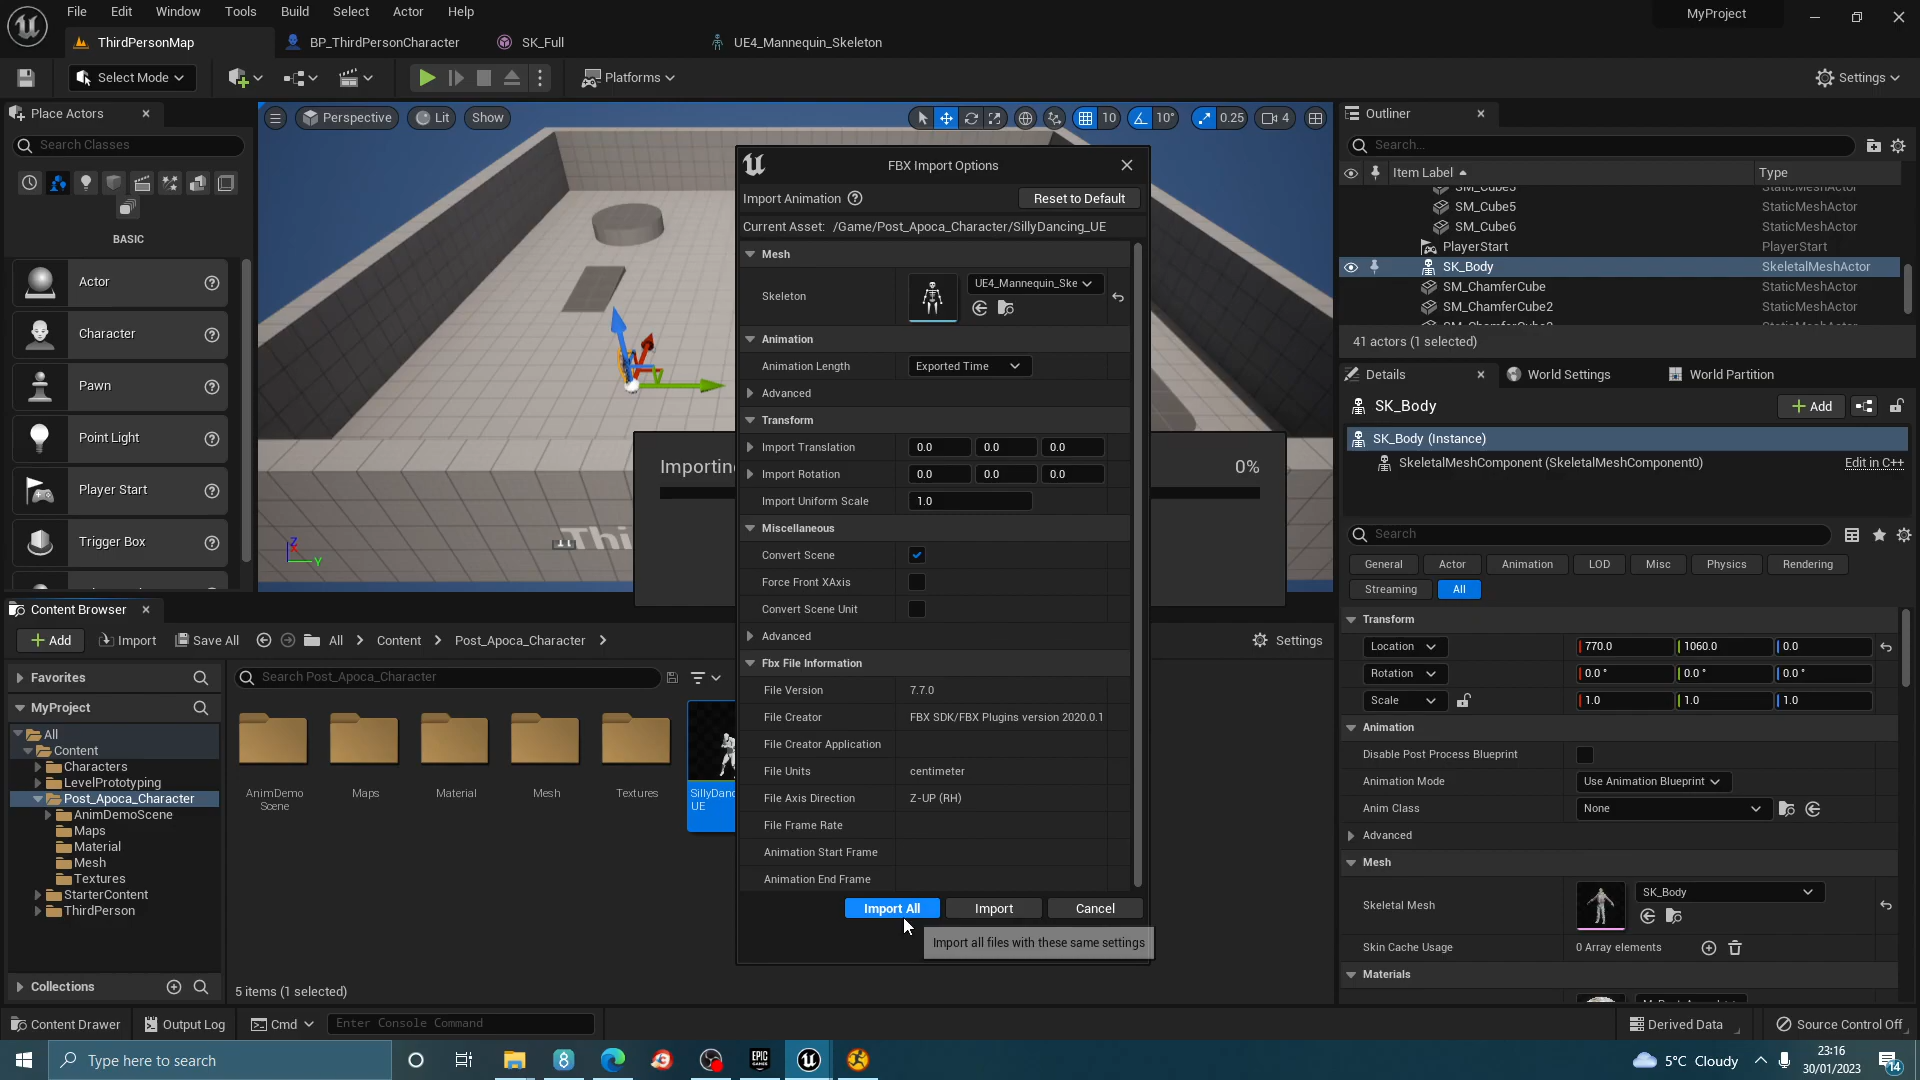 File Edit Window Tools Build Select Actor Help
MyProject
ThirdPersonMap
BP_ThirdPersonCharacter
SK_Full
UE4_Mannequin_Skeleton
Select Mode
Platforms
Settings
Place Actors
Search Classes
BASIC
Actor
Character
Pawn
Point Light
Player Start
Trigger Box
Perspective
Lit
Show
10
10°
0.25
4
Importing
0%
FBX Import Options
Import Animation
Reset to Default
Current Asset: /Game/Post_Apoca_Character/SillyDancing_UE
Mesh
Skeleton
UE4_Mannequin_Ske
Animation
Animation Length
Exported Time
Advanced
Transform
Import Translation
0.0 0.0 0.0
Import Rotation
0.0 0.0 0.0
Import Uniform Scale
1.0
Miscellaneous
Convert Scene
Force Front XAxis
Convert Scene Unit
Advanced
Fbx File Information
File Version
7.7.0
File Creator
FBX SDK/FBX Plugins version 2020.0.1
File Creator Application
File Units
centimeter
File Axis Direction
Z-UP (RH)
File Frame Rate
Animation Start Frame
Animation End Frame
Import All
Import
Cancel
Import all files with these same settings
Outliner
Search...
Item Label
Type
SM_Cube5
StaticMeshActor
SM_Cube6
StaticMeshActor
PlayerStart
PlayerStart
SK_Body
SkeletalMeshActor
SM_ChamferCube
StaticMeshActor
SM_ChamferCube2
StaticMeshActor
41 actors (1 selected)
Details
World Settings
World Partition
SK_Body
Add
SK_Body (Instance)
SkeletalMeshComponent (SkeletalMeshComponent0)
Edit in C++
Search
General
Actor
Animation
LOD
Misc
Physics
Rendering
Streaming
All
Transform
Location
770.0 1060.0 0.0
Rotation
0.0 ° 0.0 ° 0.0 °
Scale
1.0 1.0 1.0
Animation
Disable Post Process Blueprint
Animation Mode
Use Animation Blueprint
Anim Class
None
Advanced
Mesh
Skeletal Mesh
SK_Body
Skin Cache Usage
0 Array elements
Materials
Content Browser
Add
Import
Save All
All
Content
Post_Apoca_Character
Settings
Favorites
MyProject
All
Content
Characters
LevelPrototyping
Post_Apoca_Character
AnimDemoScene
Maps
Material
Mesh
Textures
StarterContent
ThirdPerson
Collections
Search Post_Apoca_Character
AnimDemo
Scene
Maps
Material
Mesh
Textures
SillyDanc
UE
5 items (1 selected)
Content Drawer
Output Log
Cmd
Enter Console Command
Derived Data
Source Control Off
Type here to search
5°C Cloudy
23:16
30/01/2023
14
Z
Y
EPIC